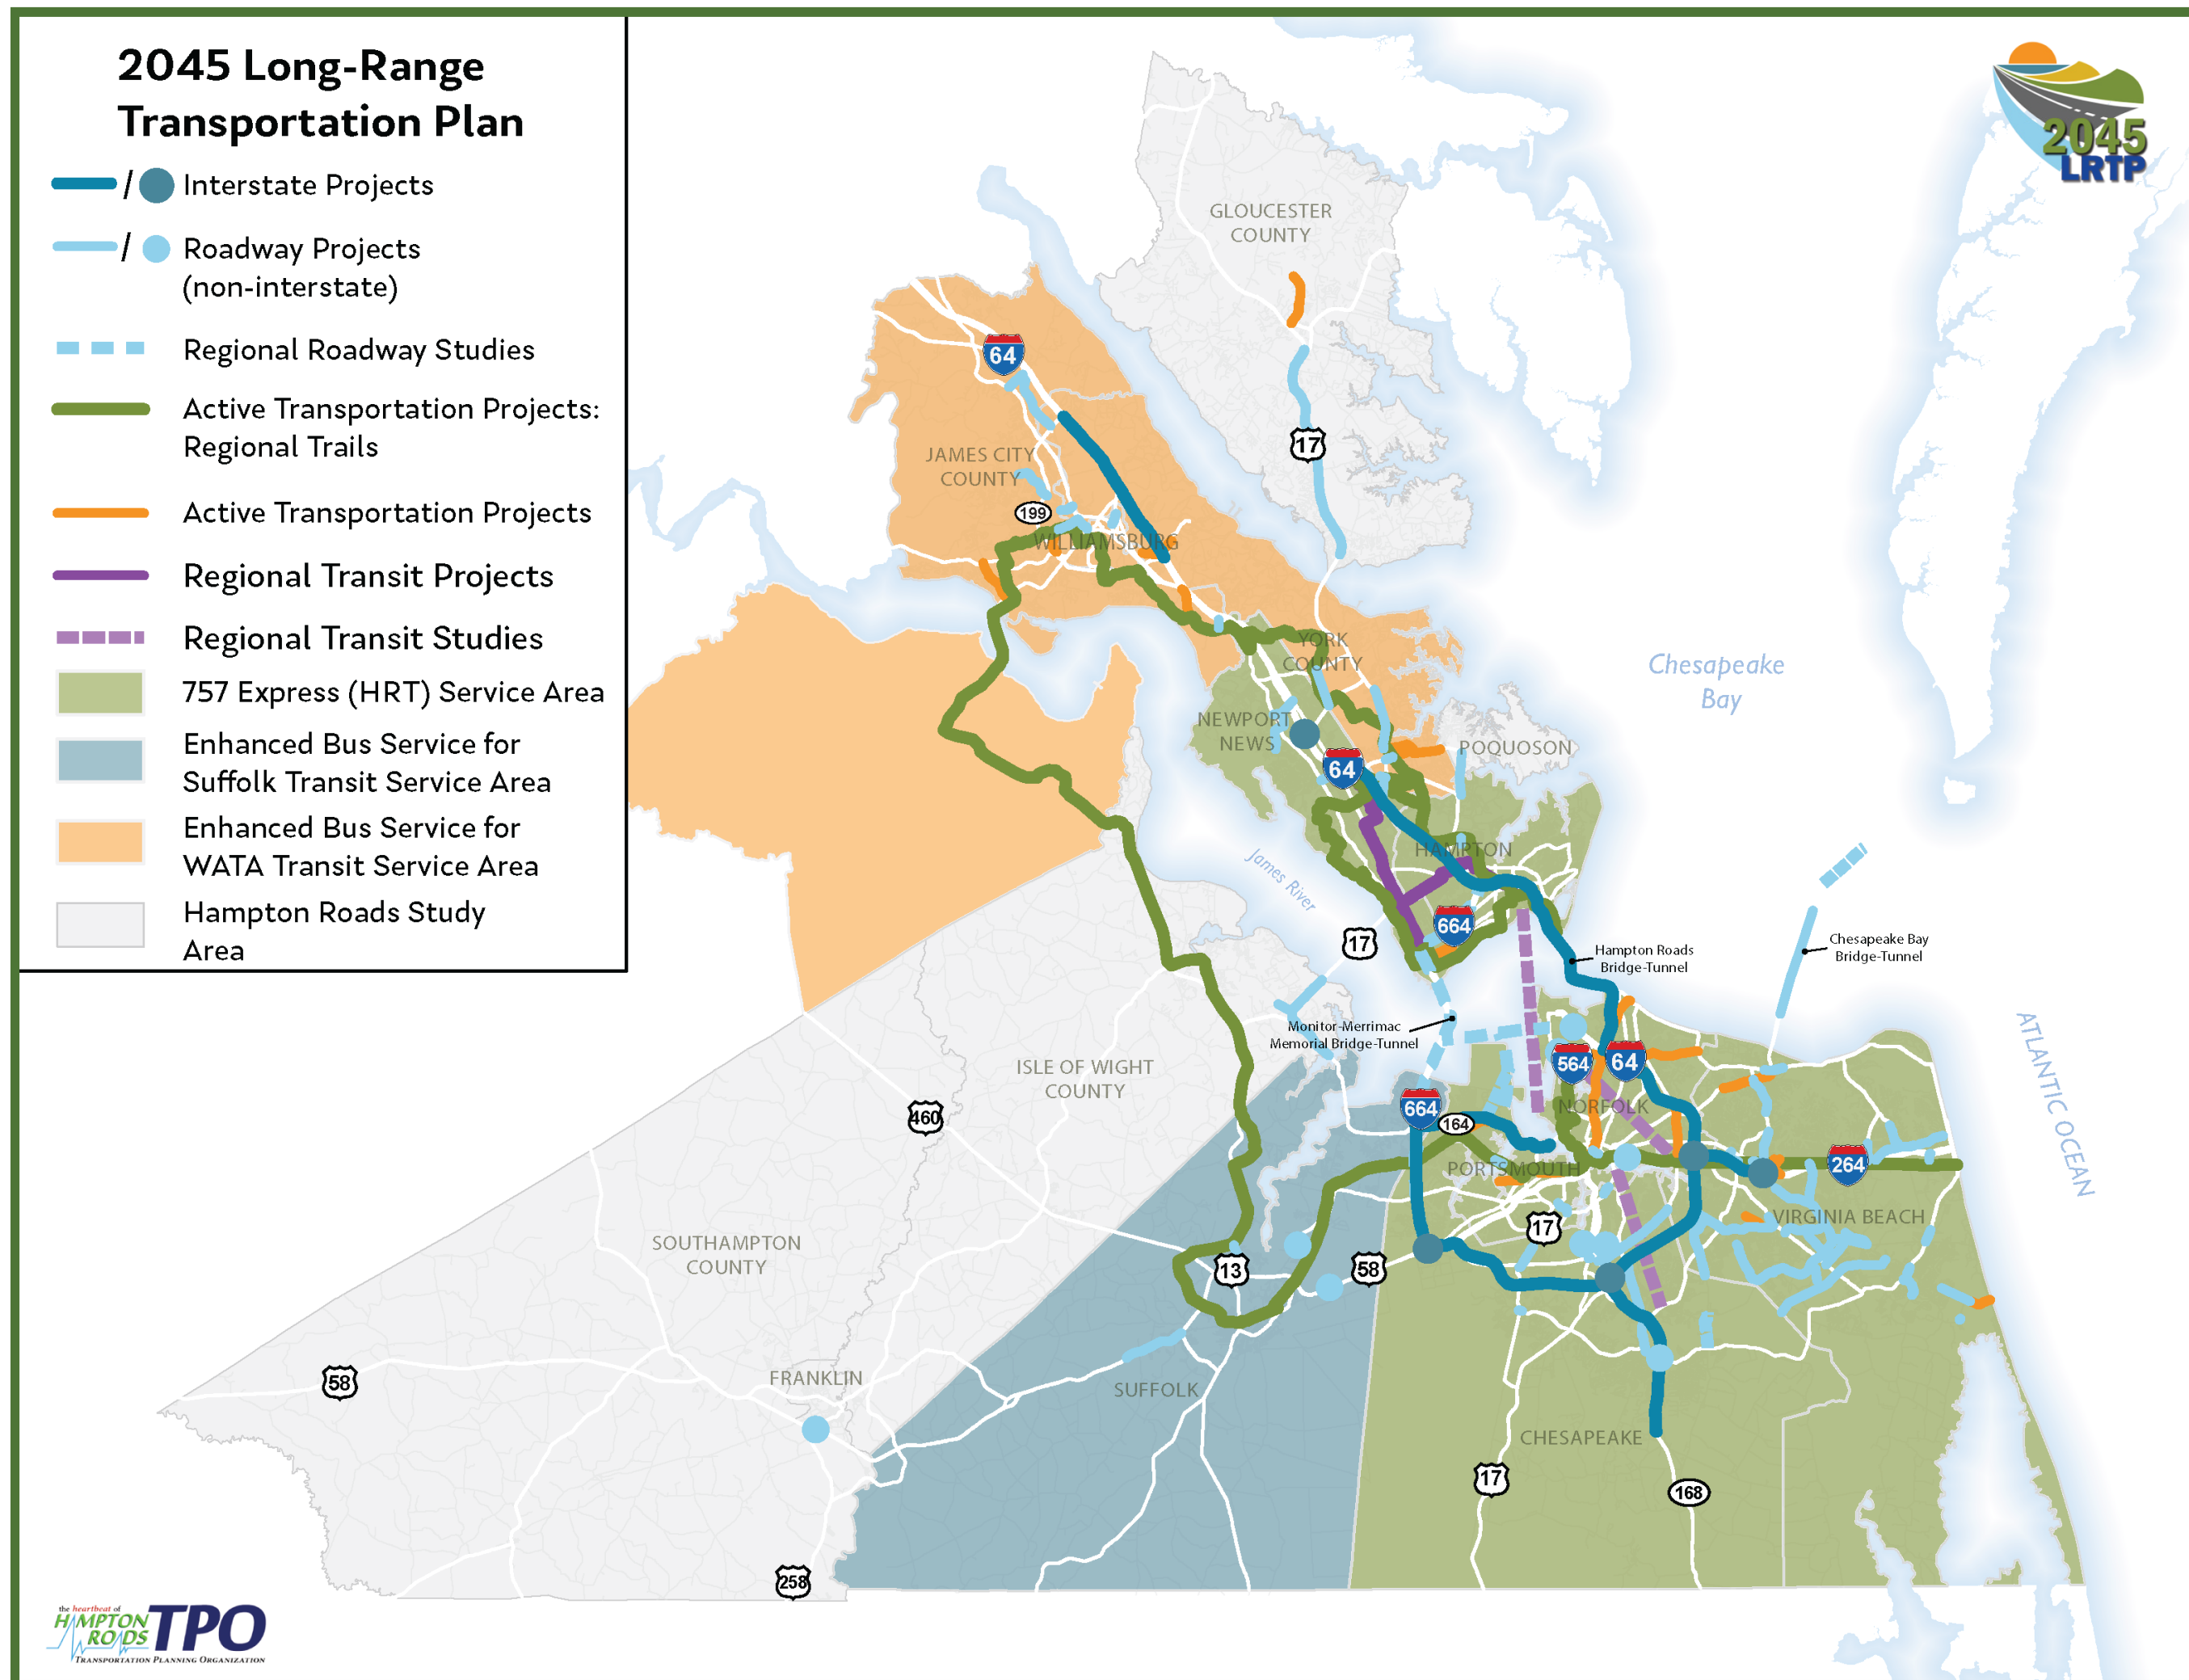 2045 Long-Range
Transportation Plan
/ Interstate Projects
/ Roadway Projects
(non-interstate)
Regional Roadway Studies
Active Transportation Projects:
Regional Trails
Active Transportation Projects
Regional Transit Projects
Regional Transit Studies
757 Express (HRT) Service Area
Enhanced Bus Service for
Suffolk Transit Service Area
Enhanced Bus Service for
WATA Transit Service Area
Hampton Roads Study
Area
2045
LRTP
GLOUCESTER
COUNTY
64
17
JAMES CITY
COUNTY
199
WILLIAMSBURG
YORK
COUNTY
Chesapeake
Bay
NEWPORT
NEWS
POQUOSON
64
HAMPTON
James River
664
17
Hampton Roads
Bridge-Tunnel
Chesapeake Bay
Bridge-Tunnel
Monitor-Merrimac
Memorial Bridge-Tunnel
ATLANTIC OCEAN
ISLE OF WIGHT
COUNTY
460
564
64
664
164
NORFOLK
PORTSMOUTH
264
17
VIRGINIA BEACH
SOUTHAMPTON
COUNTY
13
58
58
FRANKLIN
SUFFOLK
CHESAPEAKE
17
168
258
the heartbeat of
HAMPTON
ROADS
TPO
TRANSPORTATION PLANNING ORGANIZATION